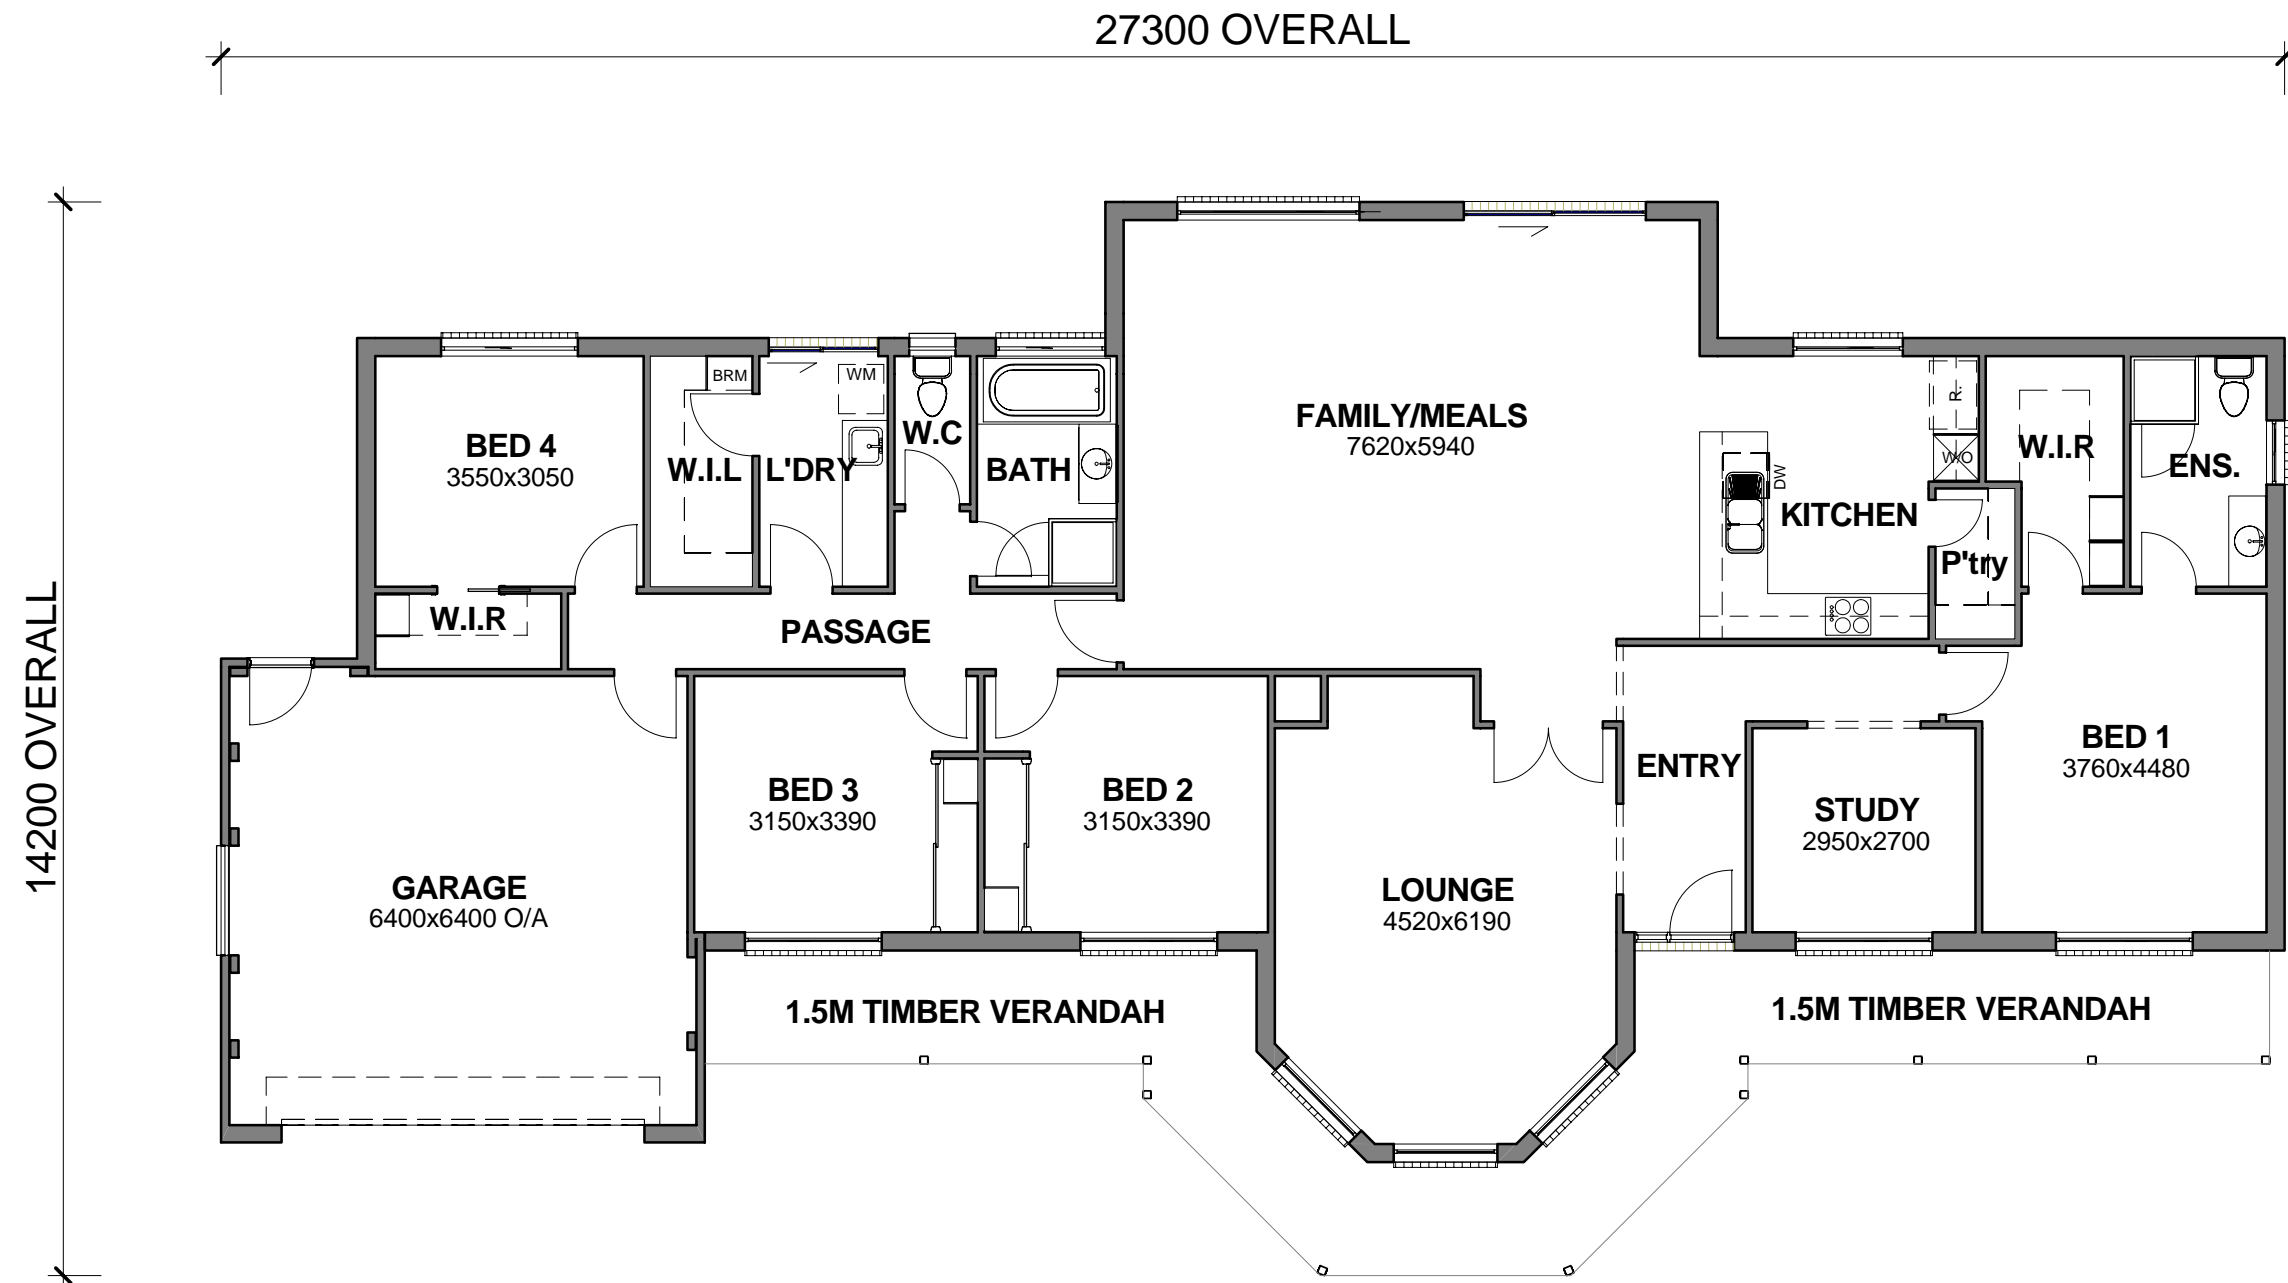 27300 OVERALL
14200 OVERALL
BED 4
3550x3050
W.I.R
BRM
W.I.L
L'DRY
WM
W.C
BATH
PASSAGE
FAMILY/MEALS
7620x5940
DW
KITCHEN
R..
W/O
P'try
W.I.R
ENS.
GARAGE
6400x6400 O/A
BED 3
3150x3390
BED 2
3150x3390
LOUNGE
4520x6190
ENTRY
STUDY
2950x2700
BED 1
3760x4480
1.5M TIMBER VERANDAH
1.5M TIMBER VERANDAH